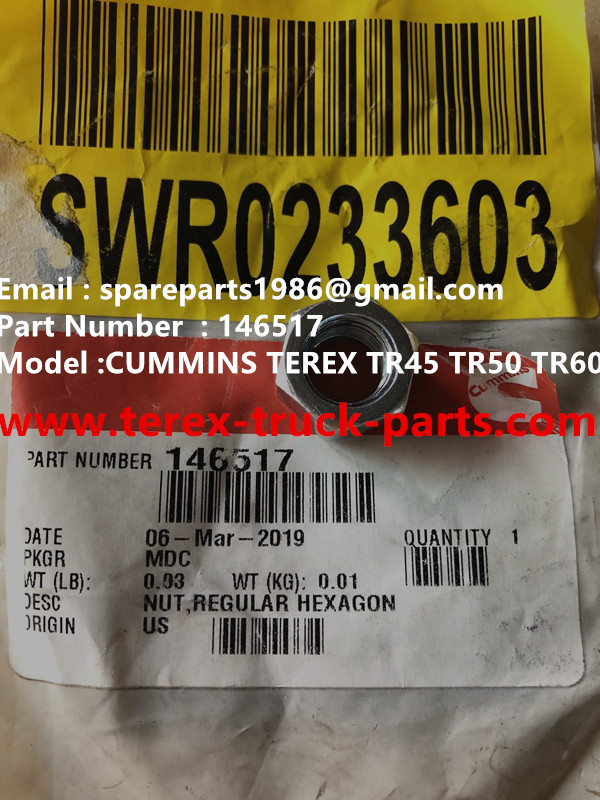 SWR0233603
Email : spareparts1986@gmail.com
Part Number : 146517
Model :CUMMINS TEREX TR45 TR50 TR60
Cummins
www.terex-truck-parts.com
PART NUMBER 146517
DATE 06-Mar-2019 QUANTITY 1
PKGR MDC
WT (LB): 0.03 WT (KG): 0.01
DESC NUT,REGULAR HEXAGON
ORIGIN US